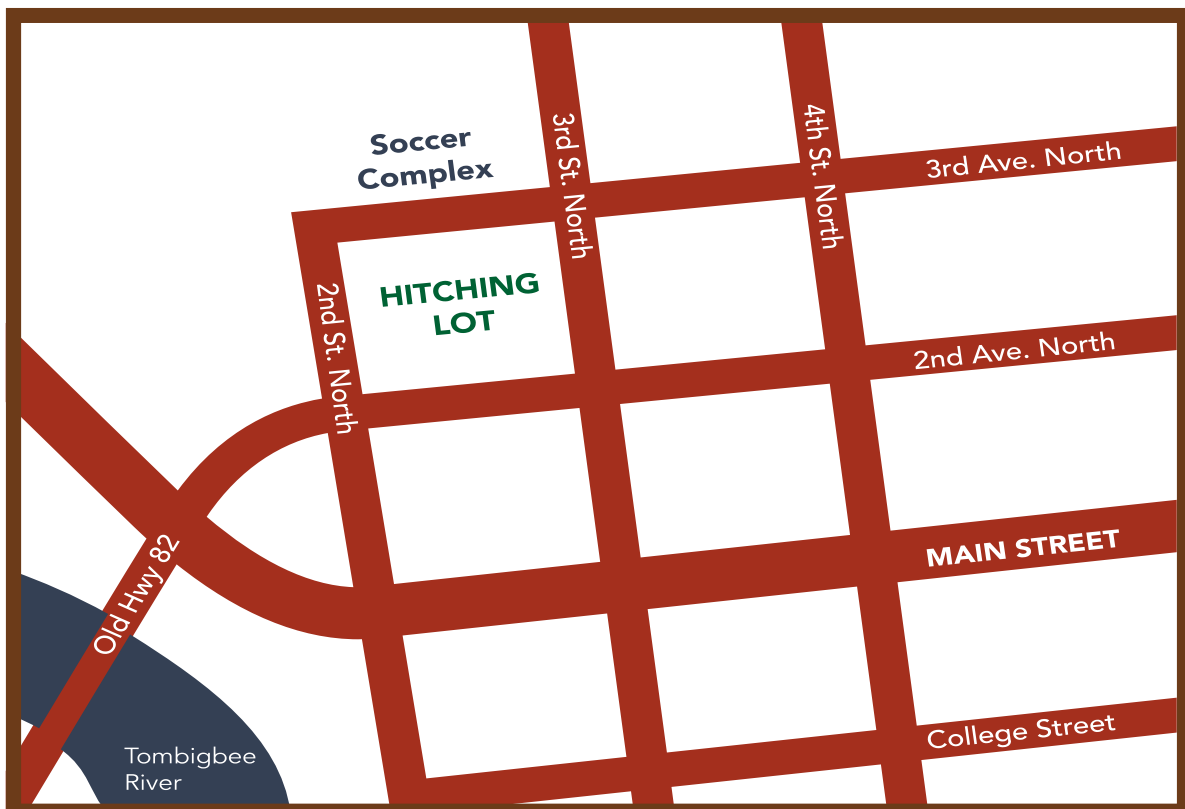 Soccer
Complex
3rd St. North
4th St. North
3rd Ave. North
HITCHING
LOT
2nd St. North
2nd Ave. North
Old Hwy 82
MAIN STREET
College Street
Tombigbee
River